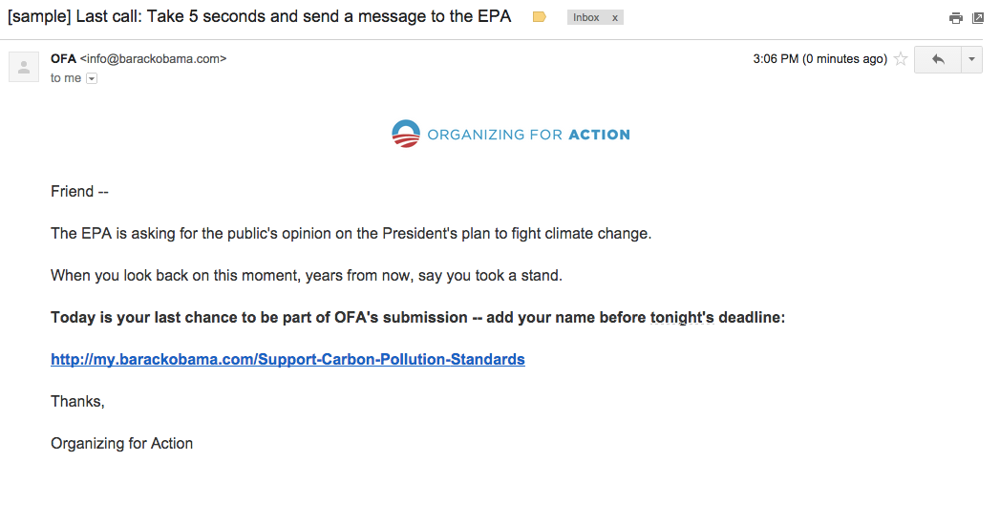 [sample] Last call: Take 5 seconds and send a message to the EPA Inbox x
OFA <info@barackobama.com> 3:06 PM (0 minutes ago)
to me
ORGANIZING FOR ACTION
Friend --
The EPA is asking for the public's opinion on the President's plan to fight climate change.
When you look back on this moment, years from now, say you took a stand.
Today is your last chance to be part of OFA's submission -- add your name before tonight's deadline:
http://my.barackobama.com/Support-Carbon-Pollution-Standards
Thanks,
Organizing for Action